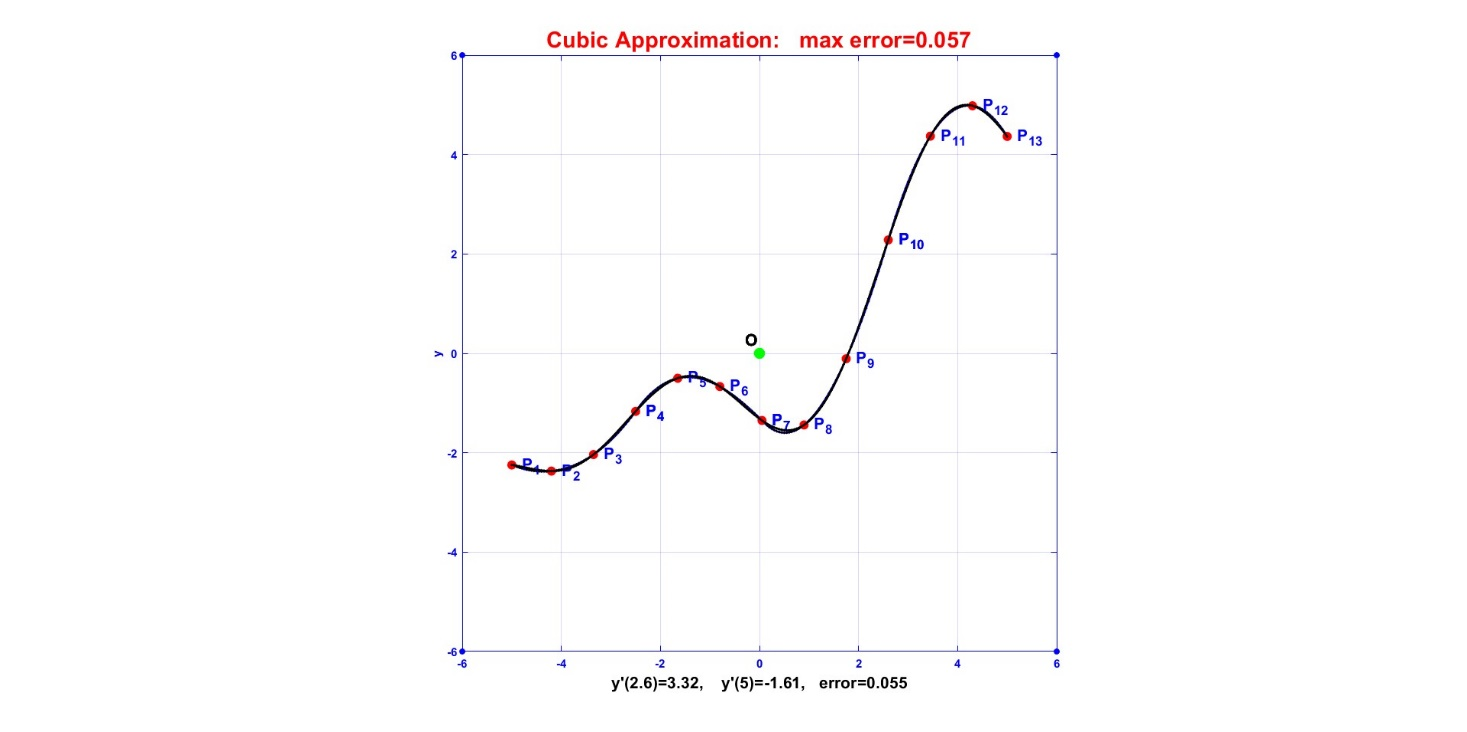 Cubic Approximation: max error=0.057
6
4
2
0
-2
-4
-6
y
-6 -4 -2 0 2 4 6
O
P1
P2
P3
P4
P5
P6
P7
P8
P9
P10
P11
P12
P13
y'(2.6)=3.32, y'(5)=-1.61, error=0.055